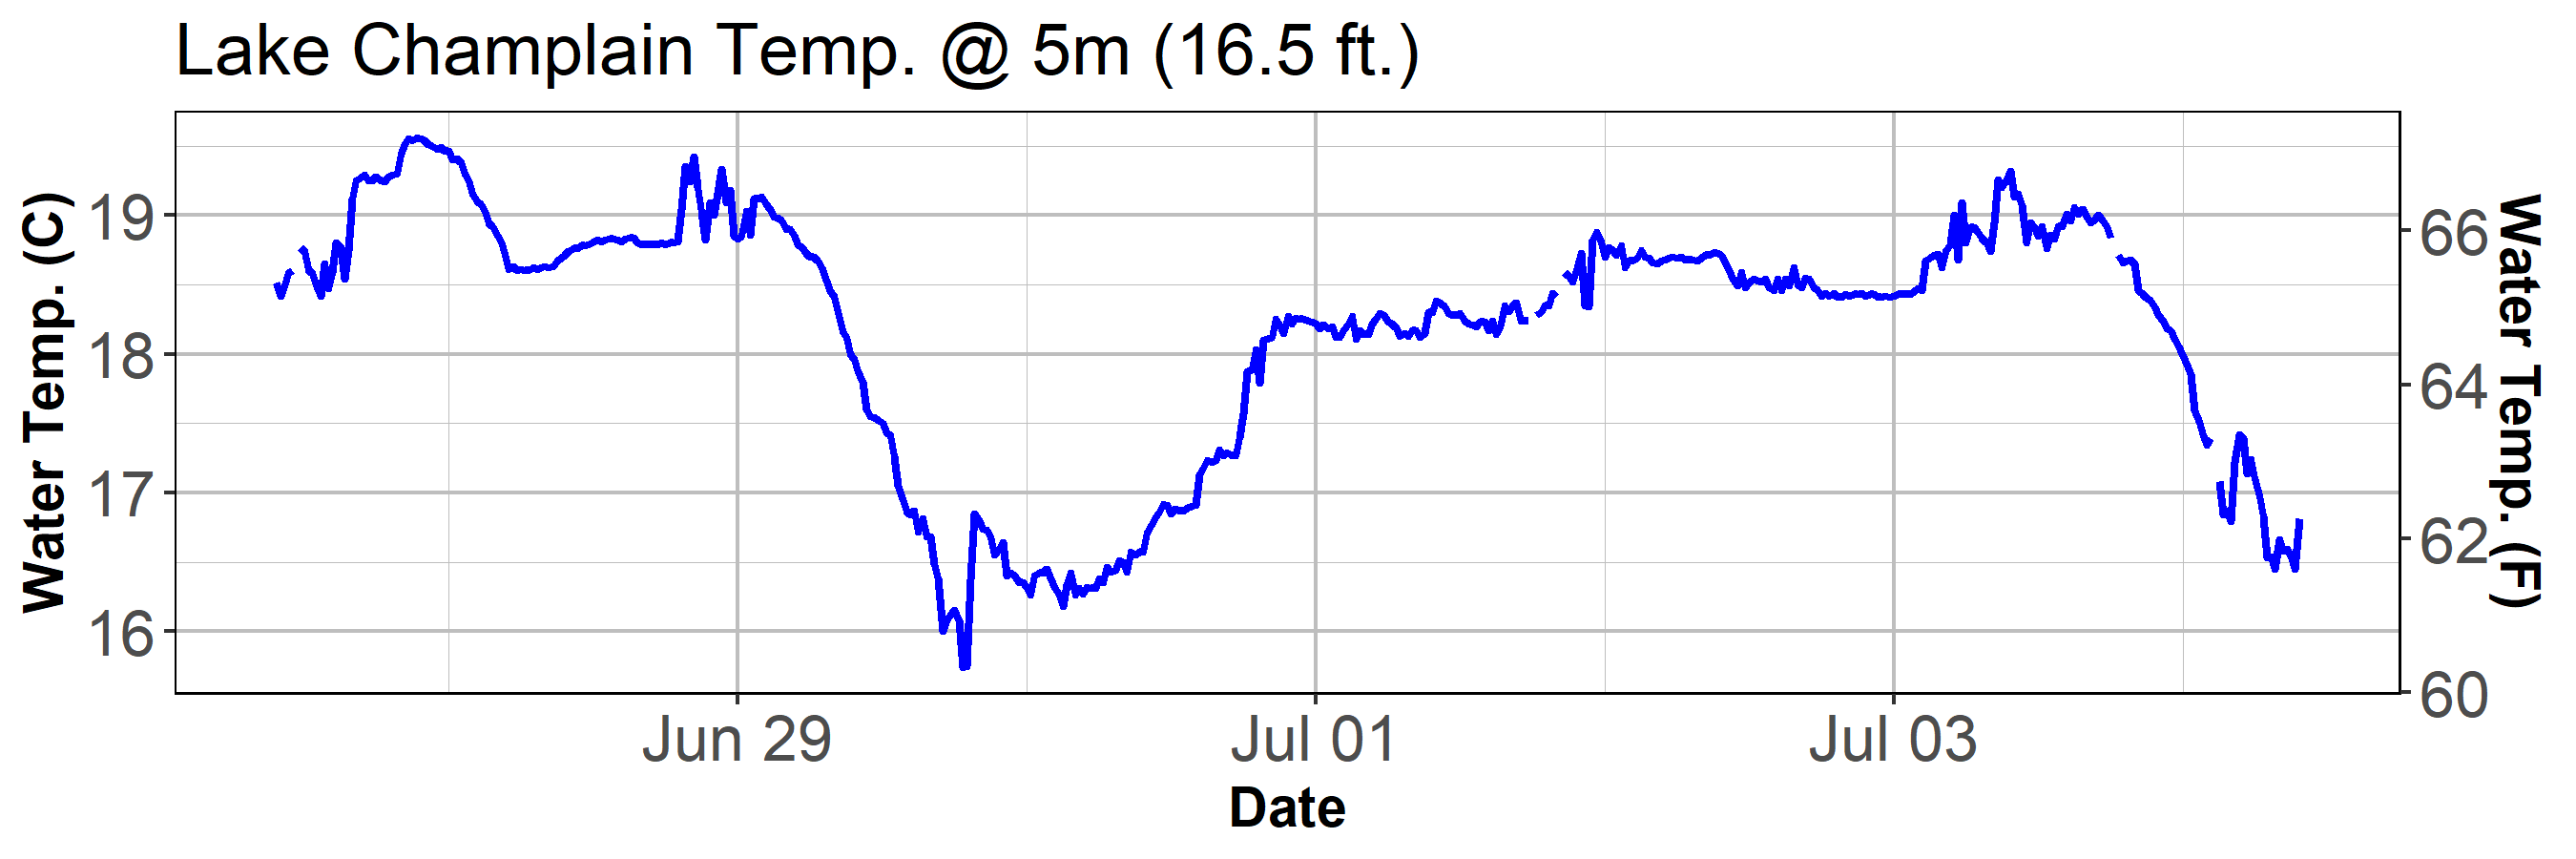 Lake Champlain Temp. @ 5m (16.5 ft.)
Water Temp. (C)
19
18
17
16
66
64
62
60
Water Temp. (F)
Jun 29
Jul 01
Jul 03
Date